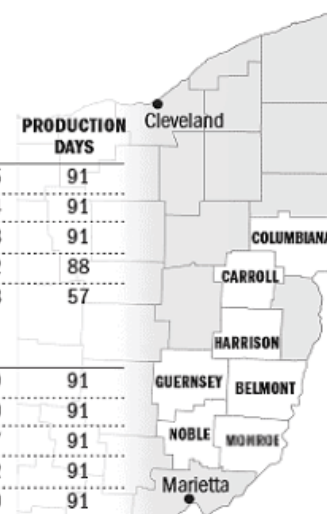 PRODUCTION
DAYS
Cleveland
91
91
91
88
57
COLUMBIANA
CARROLL
HARRISON
91
91
91
91
91
GUERNSEY
BELMONT
NOBLE
MONROE
Marietta